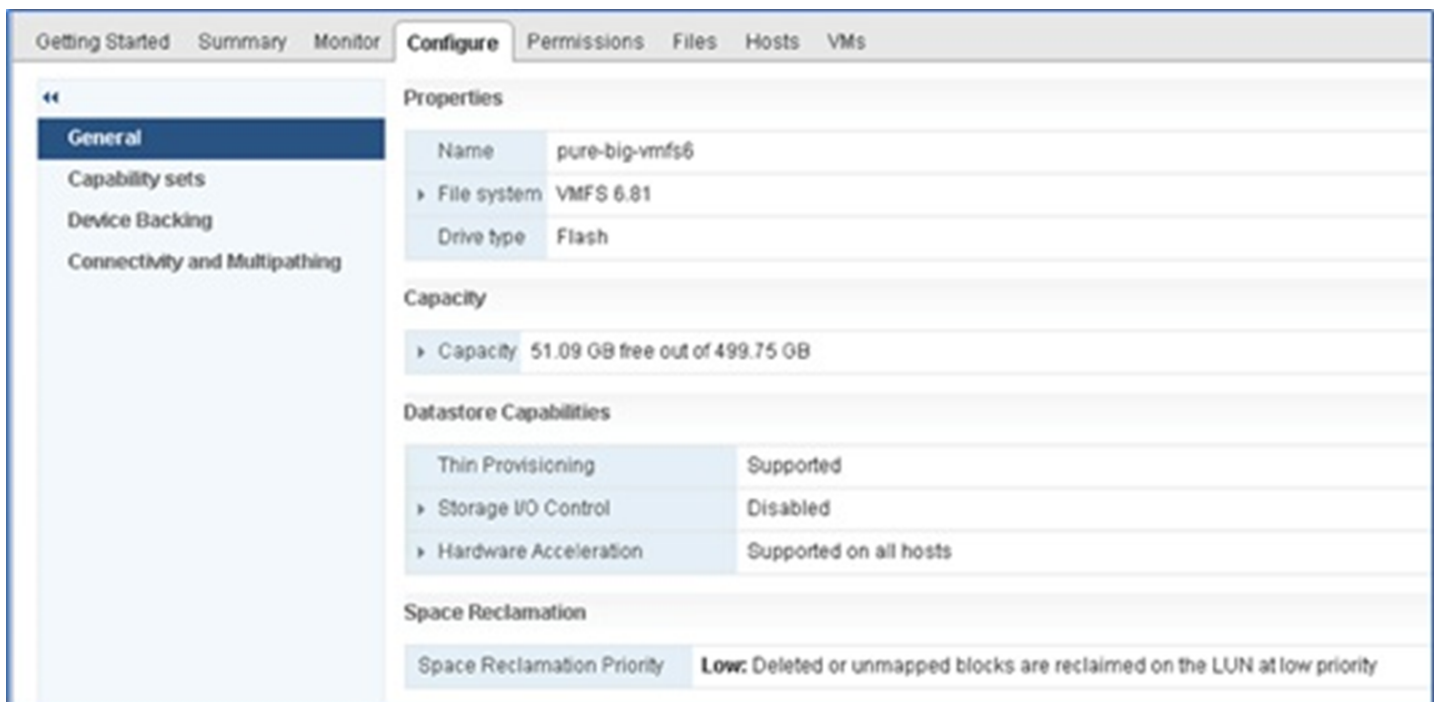 Getting Started Summary Monitor Configure Permissions Files Hosts VMs
General
Capability sets
Device Backing
Connectivity and Multipathing
Properties
Name pure-big-vmfs6
File system VMFS 6.81
Drive type Flash
Capacity
Capacity 51.09 GB free out of 499.75 GB
Datastore Capabilities
Thin Provisioning Supported
Storage I/O Control Disabled
Hardware Acceleration Supported on all hosts
Space Reclamation
Space Reclamation Priority Low: Deleted or unmapped blocks are reclaimed on the LUN at low priority